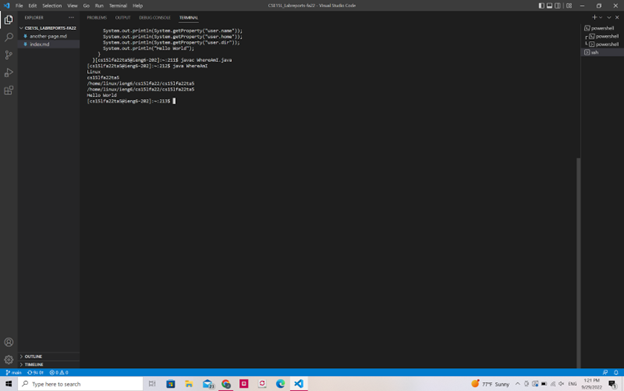 File Edit Selection View Go Run Terminal Help
CSE15L_Labreports-fa22 - Visual Studio Code
EXPLORER
PROBLEMS OUTPUT DEBUG CONSOLE TERMINAL
CSE15L_LABREPORTS-FA22
another page.md
index.md
System.out.println(System.getProperty("user.name"));
System.out.println(System.getProperty("user.home"));
System.out.println(System.getProperty("user.dir"));
System.out.println("Hello World");
}
}[cs15lfa22ta5@ieng6-202]:~:211$ javac WhereAmI.java
[cs15lfa22ta5@ieng6-202]:~:212$ java WhereAmI
Linux
cs15lfa22ta5
/home/linux/ieng6/cs15lfa22/cs15lfa22ta5
/home/linux/ieng6/cs15lfa22/cs15lfa22ta5
Hello World
[cs15lfa22ta5@ieng6-202]:~:213$
powershell
powershell
powershell
ssh
OUTLINE
TIMELINE
main
0 0
Type here to search
77°F Sunny
ENG
1:21 PM
9/29/2022